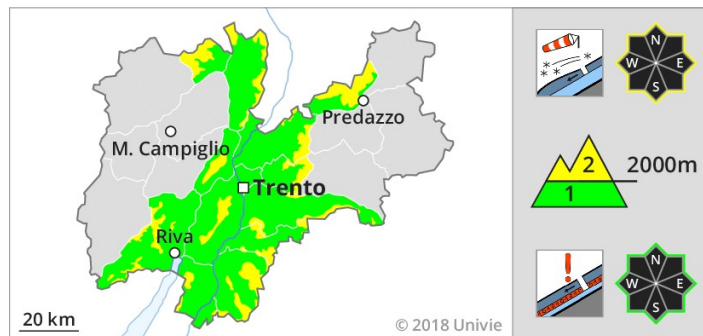 Predazzo
M. Campiglio
Trento
Riva
20 km
© 2018 Univie
N
W E
S
2 2000m
1
N
W E
S